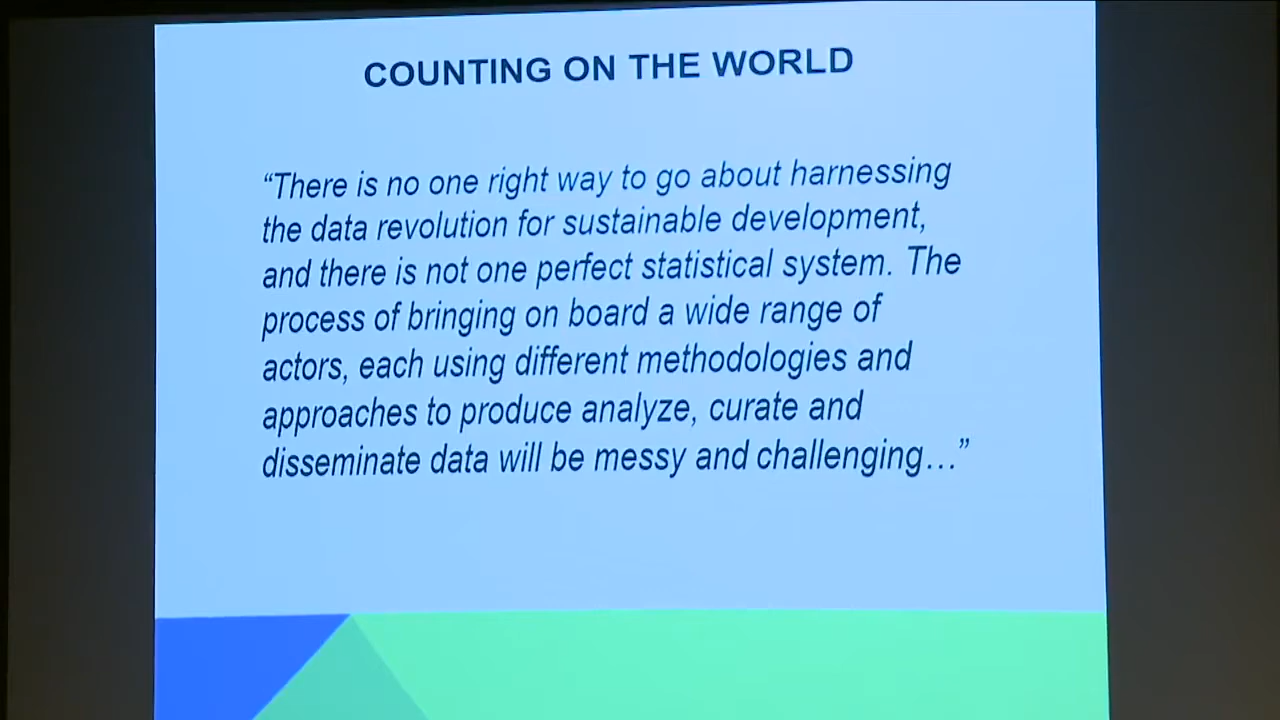 COUNTING ON THE WORLD
“There is no one right way to go about harnessing
the data revolution for sustainable development,
and there is not one perfect statistical system. The
process of bringing on board a wide range of
actors, each using different methodologies and
approaches to produce analyze, curate and
disseminate data will be messy and challenging…”